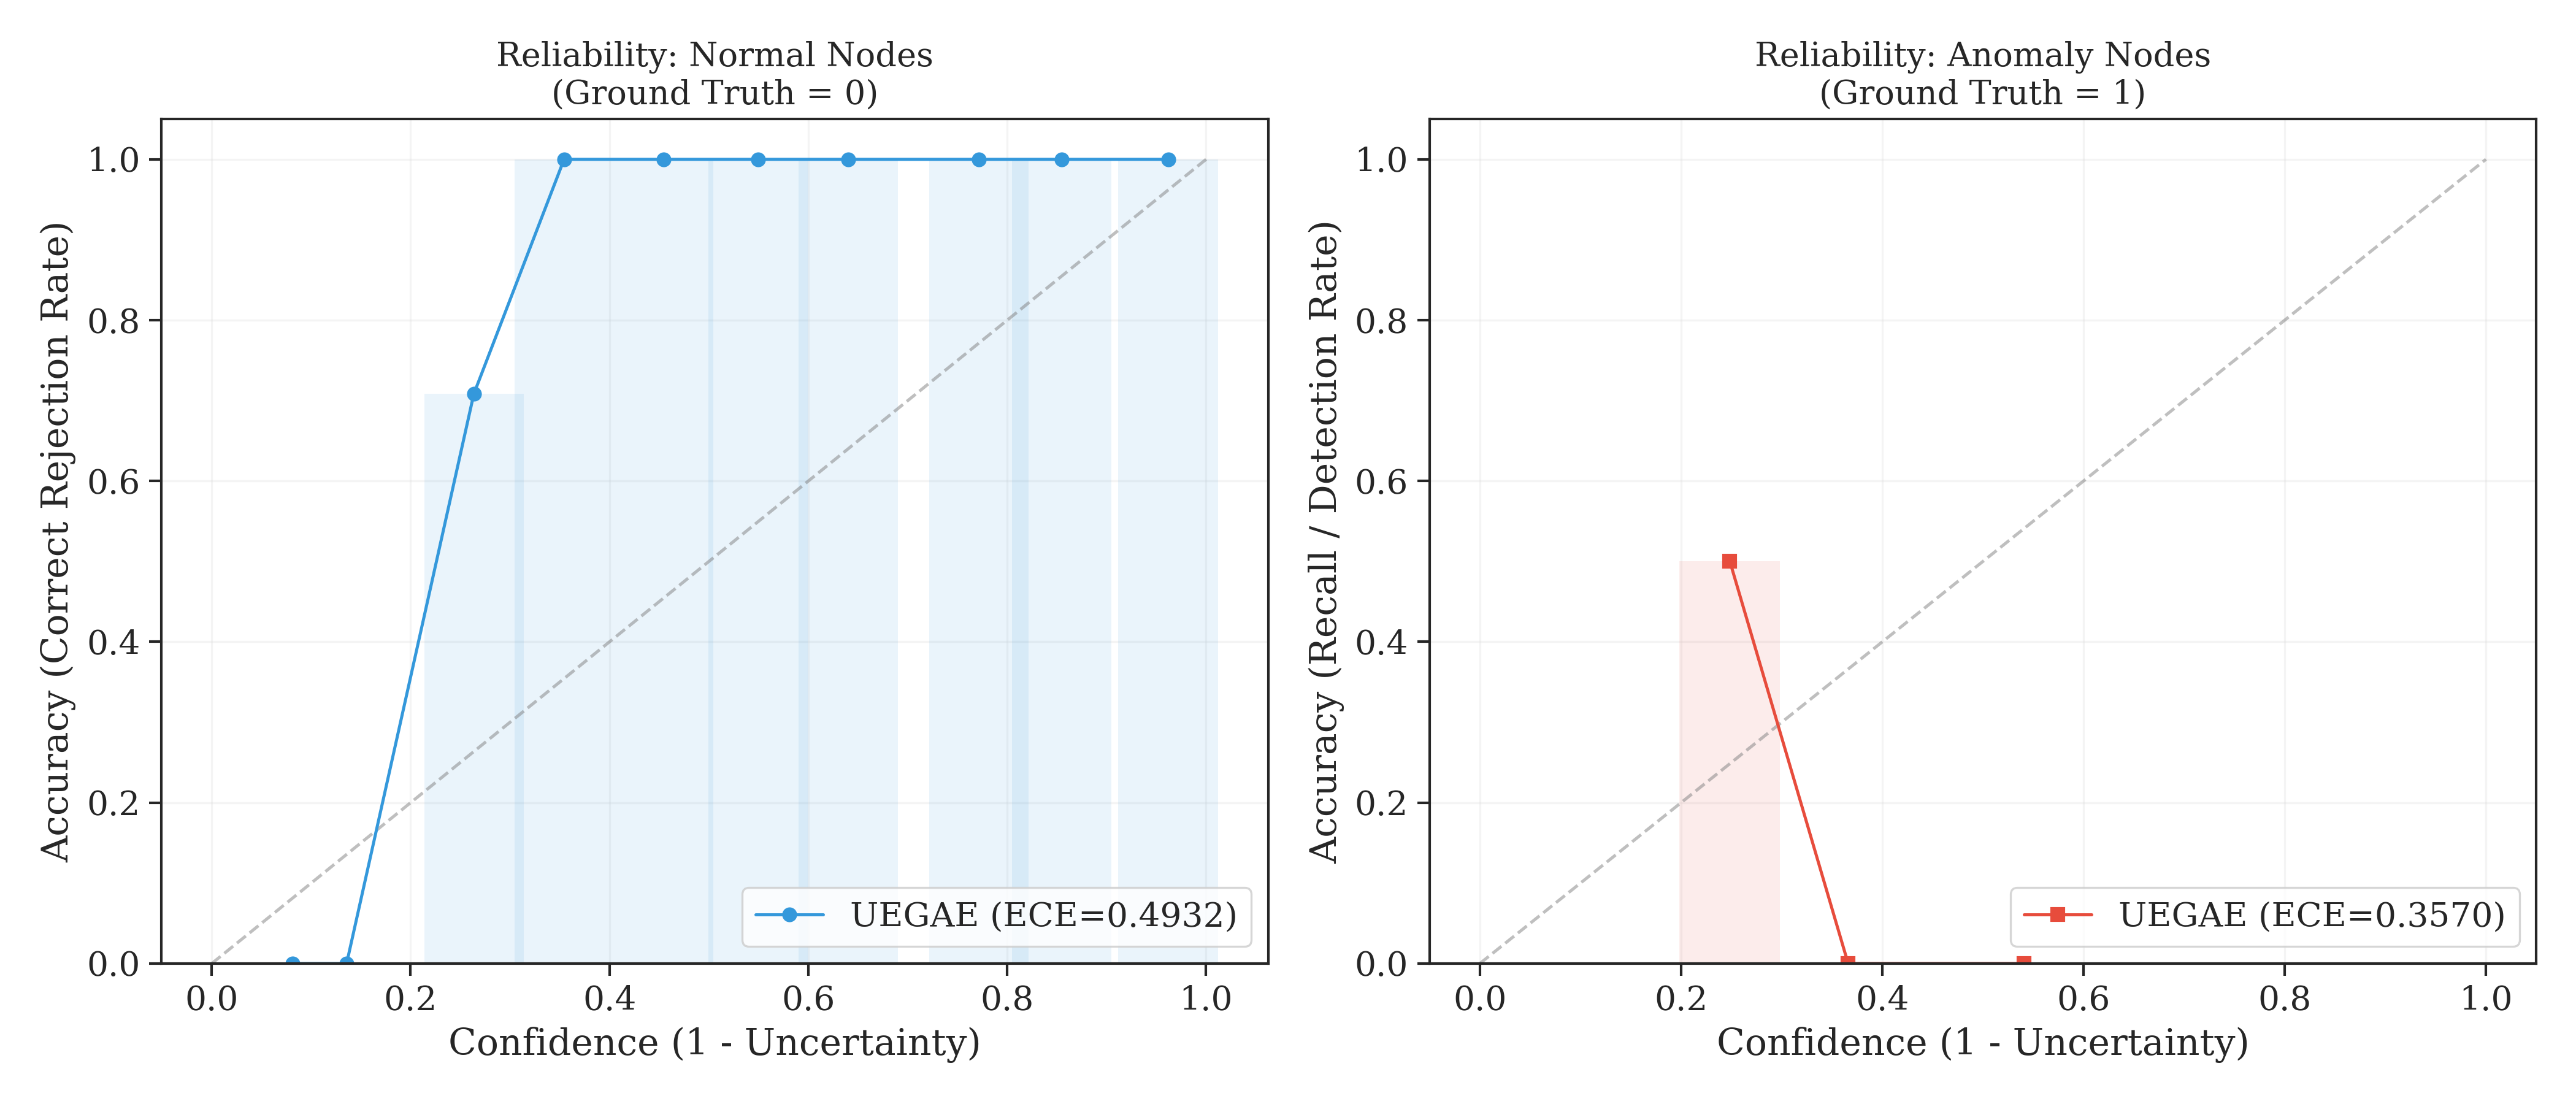 Reliability: Normal Nodes
(Ground Truth = 0)
Accuracy (Correct Rejection Rate)
1.0
0.8
0.6
0.4
0.2
0.0
0.0 0.2 0.4 0.6 0.8 1.0
Confidence (1 - Uncertainty)
UEGAE (ECE=0.4932)
Reliability: Anomaly Nodes
(Ground Truth = 1)
Accuracy (Recall / Detection Rate)
1.0
0.8
0.6
0.4
0.2
0.0
0.0 0.2 0.4 0.6 0.8 1.0
Confidence (1 - Uncertainty)
UEGAE (ECE=0.3570)